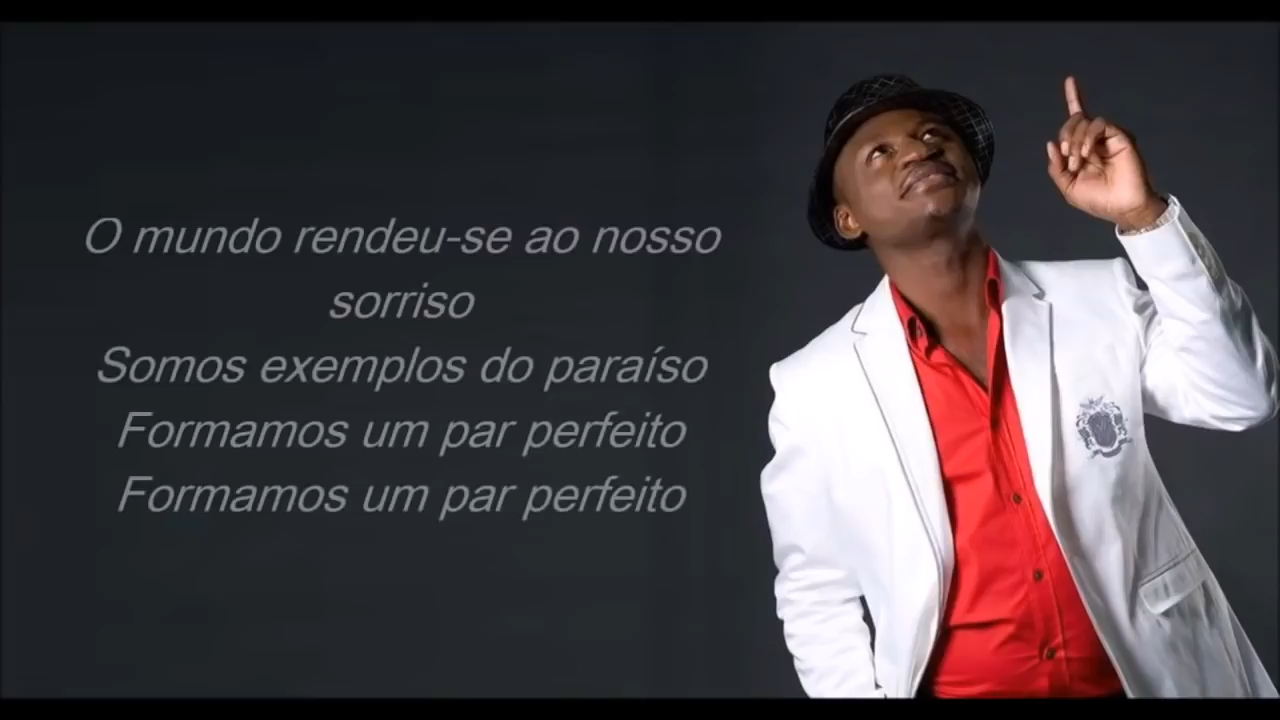 O mundo rendeu-se ao nosso
sorriso
Somos exemplos do paraíso
Formamos um par perfeito
Formamos um par perfeito